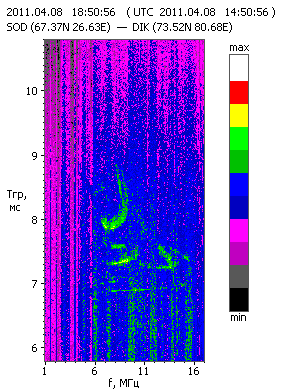 2011.04.08 18:50:56 ( UTC 2011.04.08 14:50:56 )
SOD (67.37N 26.63E) — DIK (73.52N 80.68E)
max
10
9
Tгр,
мс
8
7
6
min
1 6 11 16
f, МГц